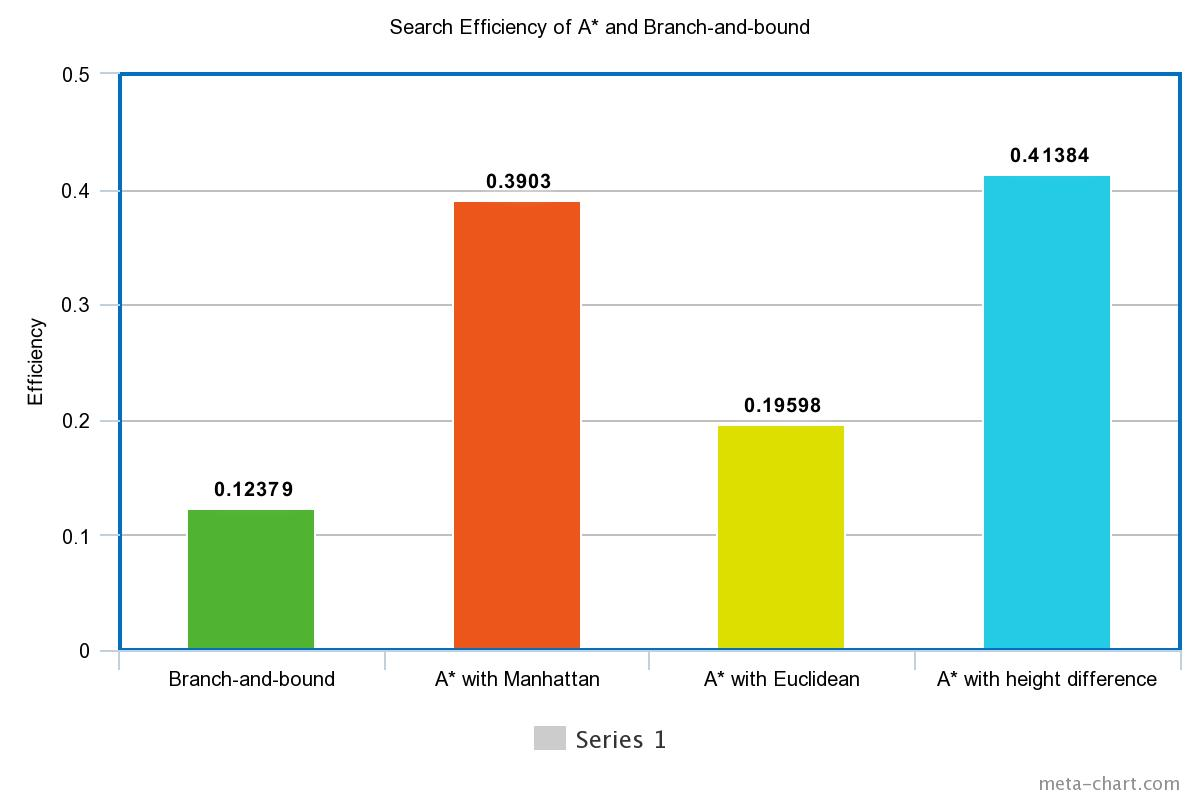 Search Efficiency of A* and Branch-and-bound
0.5
0.4
0.3
0.2
0.1
0
Efficiency
0.12379
0.3903
0.19598
0.41384
Branch-and-bound
A* with Manhattan
A* with Euclidean
A* with height difference
Series 1
meta-chart.com